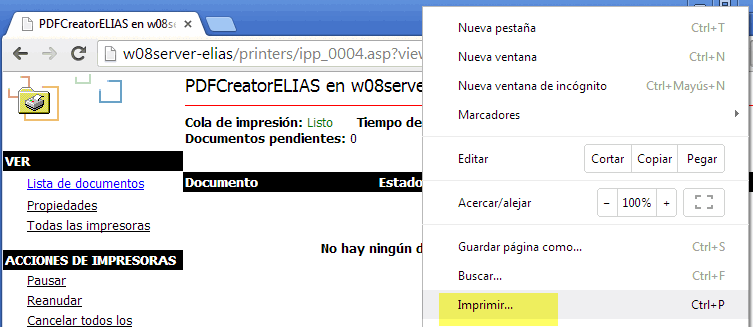 PDFCreatorELIAS en w08s
w08server-elias/printers/ipp_0004.asp?view
PDFCreatorELIAS en w08server
Cola de impresión: Listo Tiempo de
Documentos pendientes: 0
VER
Lista de documentos
Propiedades
Todas las impresoras
ACCIONES DE IMPRESORAS
Pausar
Reanudar
Cancelar todos los
Documento Estado
No hay ningún d
Nueva pestaña Ctrl+T
Nueva ventana Ctrl+N
Nueva ventana de incógnito Ctrl+Mayús+N
Marcadores
Editar Cortar Copiar Pegar
Acercar/alejar − 100% +
Guardar página como... Ctrl+S
Buscar... Ctrl+F
Imprimir... Ctrl+P